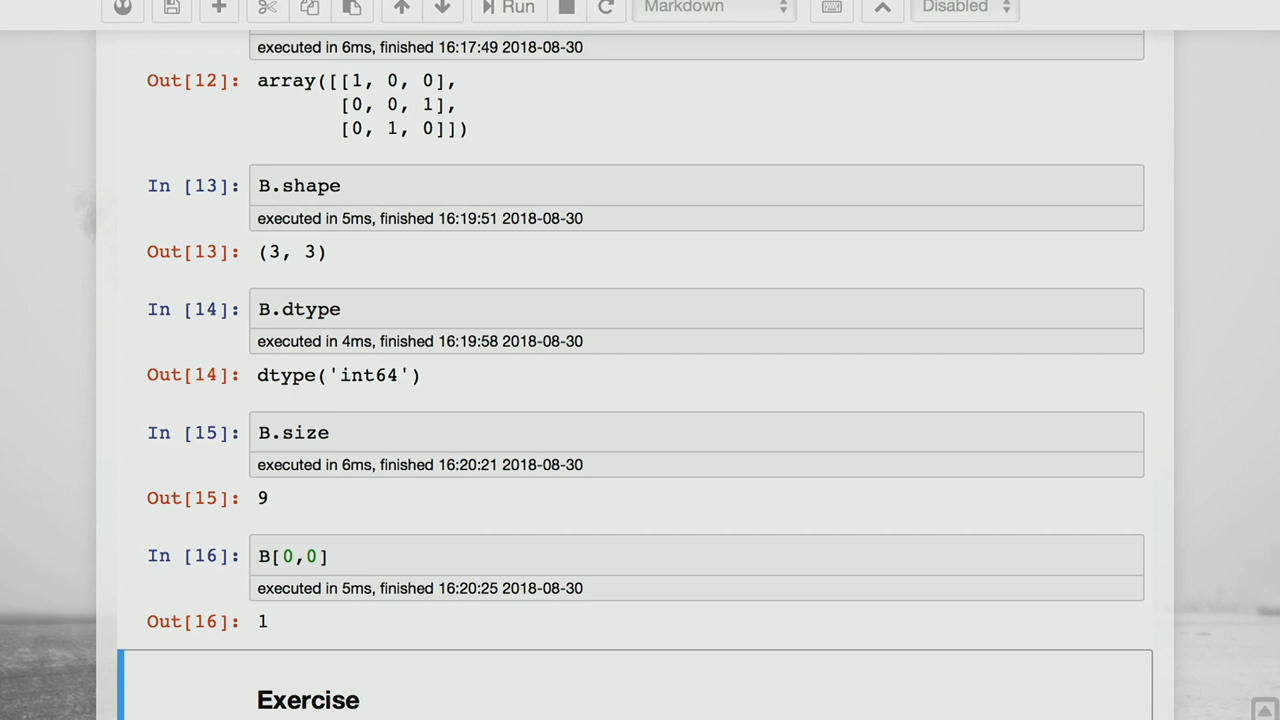 Run Markdown Disabled
executed in 6ms, finished 16:17:49 2018-08-30
Out[12]: array([[1, 0, 0],
[0, 0, 1],
[0, 1, 0]])
In [13]: B.shape
executed in 5ms, finished 16:19:51 2018-08-30
Out[13]: (3, 3)
In [14]: B.dtype
executed in 4ms, finished 16:19:58 2018-08-30
Out[14]: dtype('int64')
In [15]: B.size
executed in 6ms, finished 16:20:21 2018-08-30
Out[15]: 9
In [16]: B[0,0]
executed in 5ms, finished 16:20:25 2018-08-30
Out[16]: 1
Exercise